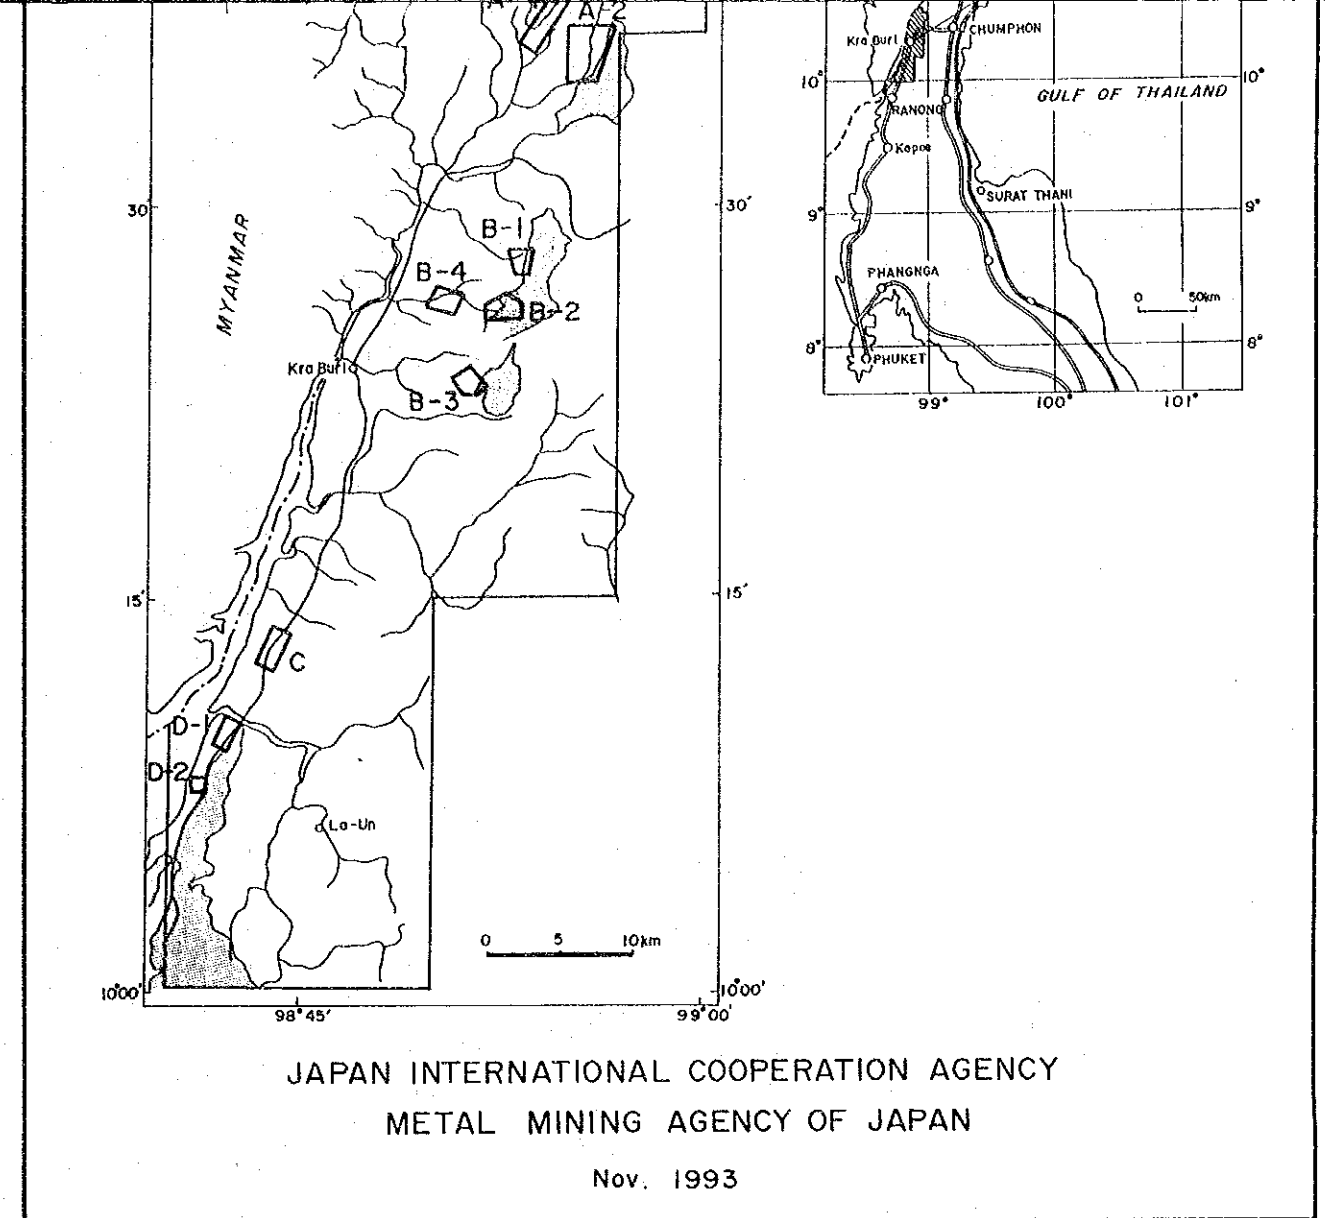 A-2
30'
30'
MYANMAR
B-1
B-4
B-2
Kra Buri
B-3
15'
15'
C
D-1
D-2
La-Un
0 5 10km
10°00'
10°00'
98°45'
99°00'
Kra Buri
CHUMPHON
10°
10°
GULF OF THAILAND
RANONG
Kapoe
SURAT THANI
9°
9°
PHANGNGA
0 50km
8°
8°
PHUKET
99°
100°
101°
JAPAN INTERNATIONAL COOPERATION AGENCY
METAL MINING AGENCY OF JAPAN
Nov. 1993